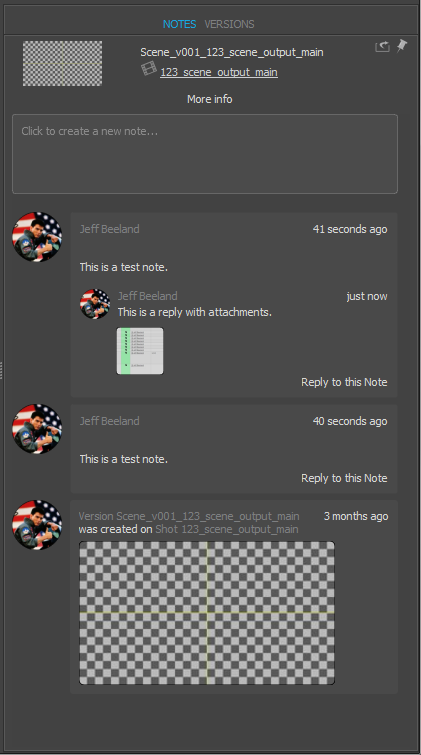 NOTES VERSIONS
Scene_v001_123_scene_output_main
123_scene_output_main
More info
Click to create a new note...
Jeff Beeland 41 seconds ago
This is a test note.
Jeff Beeland just now
This is a reply with attachments.
Reply to this Note
Jeff Beeland 40 seconds ago
This is a test note.
Reply to this Note
Version Scene_v001_123_scene_output_main 3 months ago
was created on Shot 123_scene_output_main